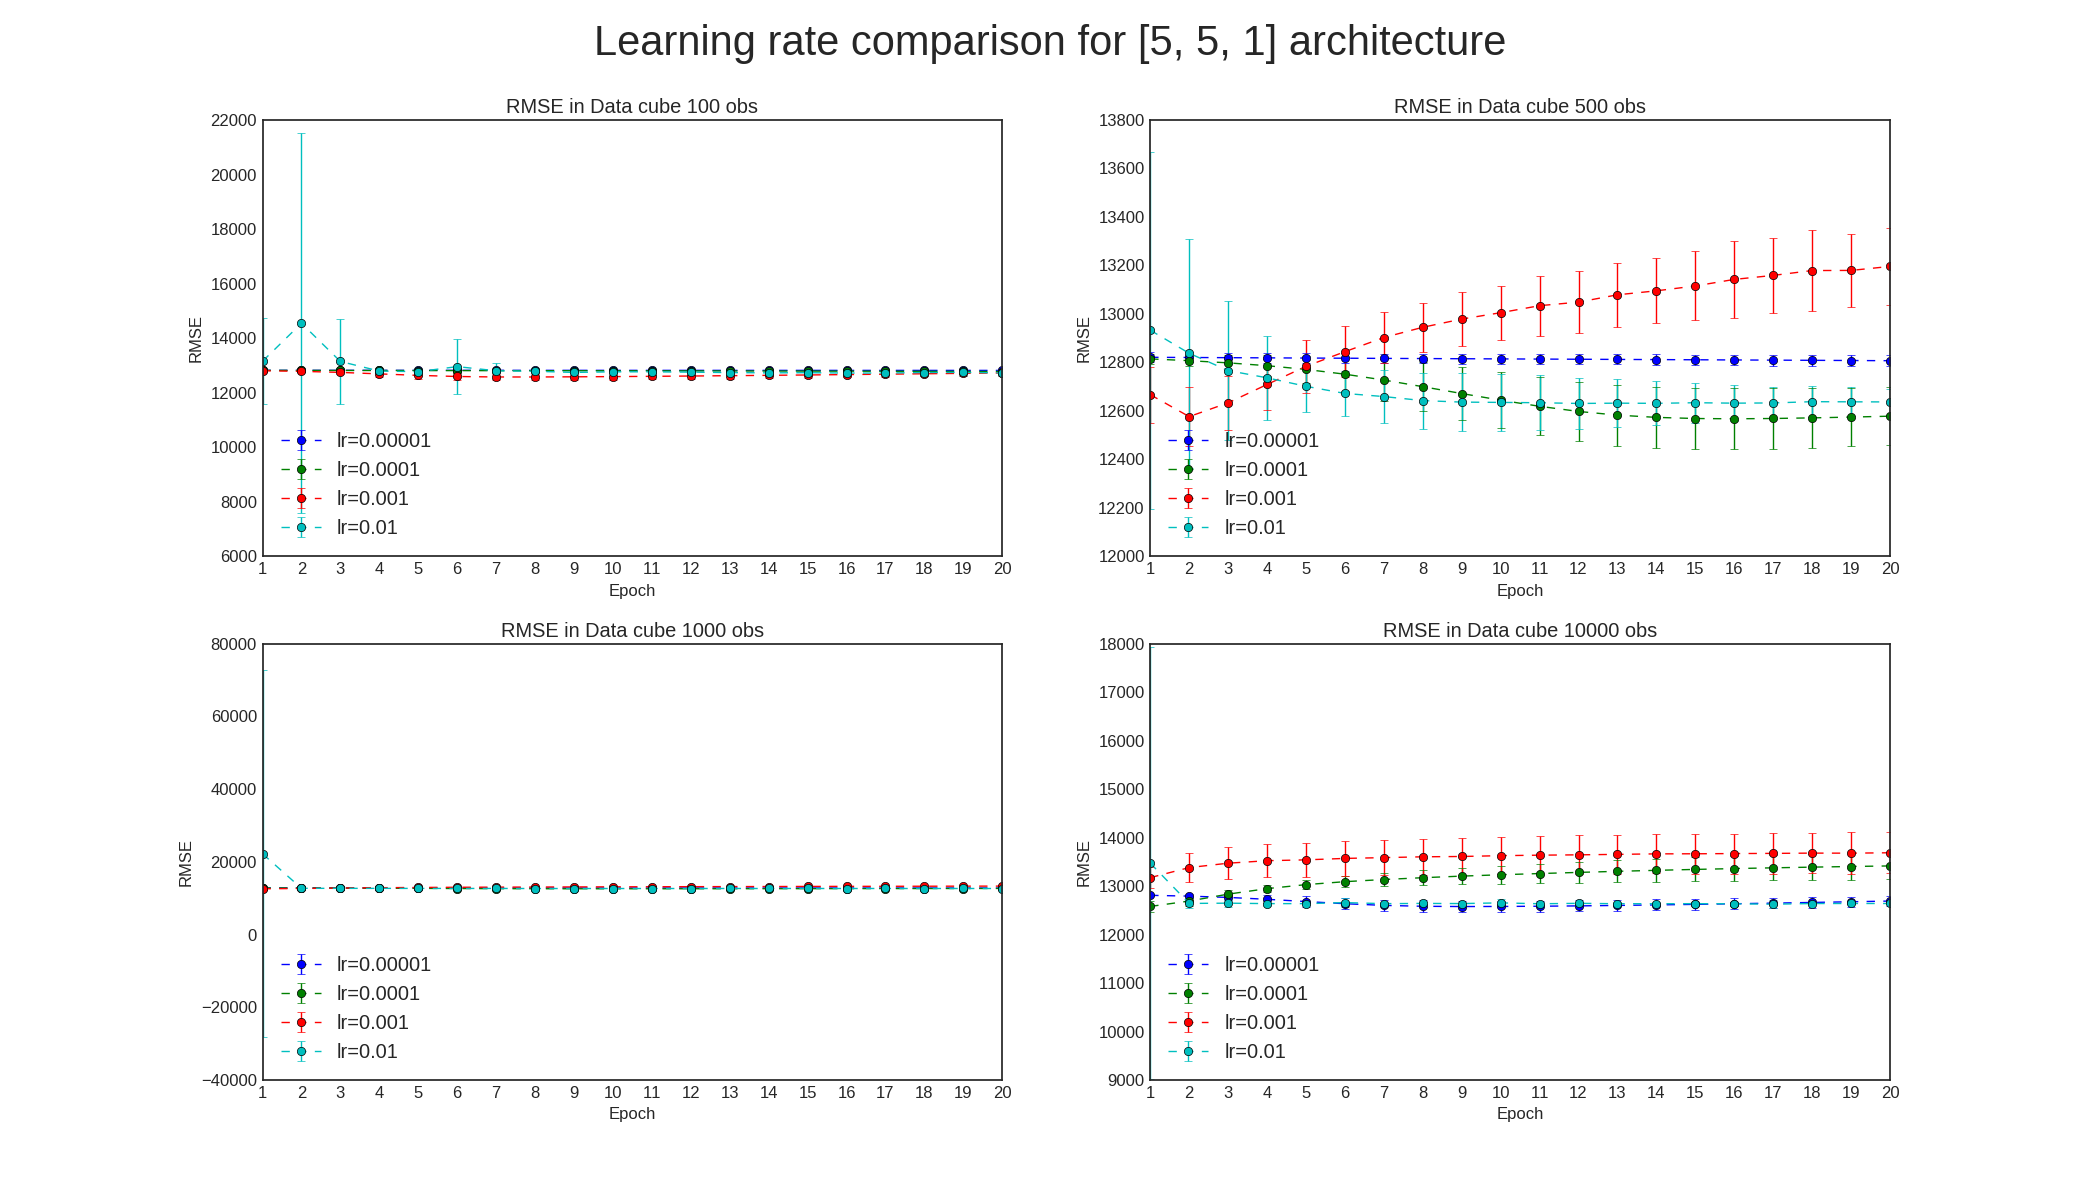 Learning rate comparison for [5, 5, 1] architecture
RMSE in Data cube 100 obs
22000
20000
18000
16000
14000
12000
10000
8000
6000
RMSE
lr=0.00001
lr=0.0001
lr=0.001
lr=0.01
1 2 3 4 5 6 7 8 9 10 11 12 13 14 15 16 17 18 19 20
Epoch
RMSE in Data cube 500 obs
13800
13600
13400
13200
13000
12800
12600
12400
12200
12000
RMSE
lr=0.00001
lr=0.0001
lr=0.001
lr=0.01
1 2 3 4 5 6 7 8 9 10 11 12 13 14 15 16 17 18 19 20
Epoch
RMSE in Data cube 1000 obs
80000
60000
40000
20000
0
−20000
−40000
RMSE
lr=0.00001
lr=0.0001
lr=0.001
lr=0.01
1 2 3 4 5 6 7 8 9 10 11 12 13 14 15 16 17 18 19 20
Epoch
RMSE in Data cube 10000 obs
18000
17000
16000
15000
14000
13000
12000
11000
10000
9000
RMSE
lr=0.00001
lr=0.0001
lr=0.001
lr=0.01
1 2 3 4 5 6 7 8 9 10 11 12 13 14 15 16 17 18 19 20
Epoch